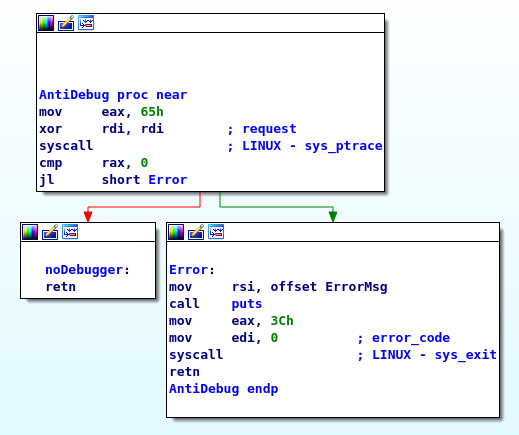 AntiDebug proc near
mov eax, 65h
xor rdi, rdi ; request
syscall ; LINUX - sys_ptrace
cmp rax, 0
jl short Error
noDebugger:
retn
Error:
mov rsi, offset ErrorMsg
call puts
mov eax, 3Ch
mov edi, 0 ; error_code
syscall ; LINUX - sys_exit
retn
AntiDebug endp